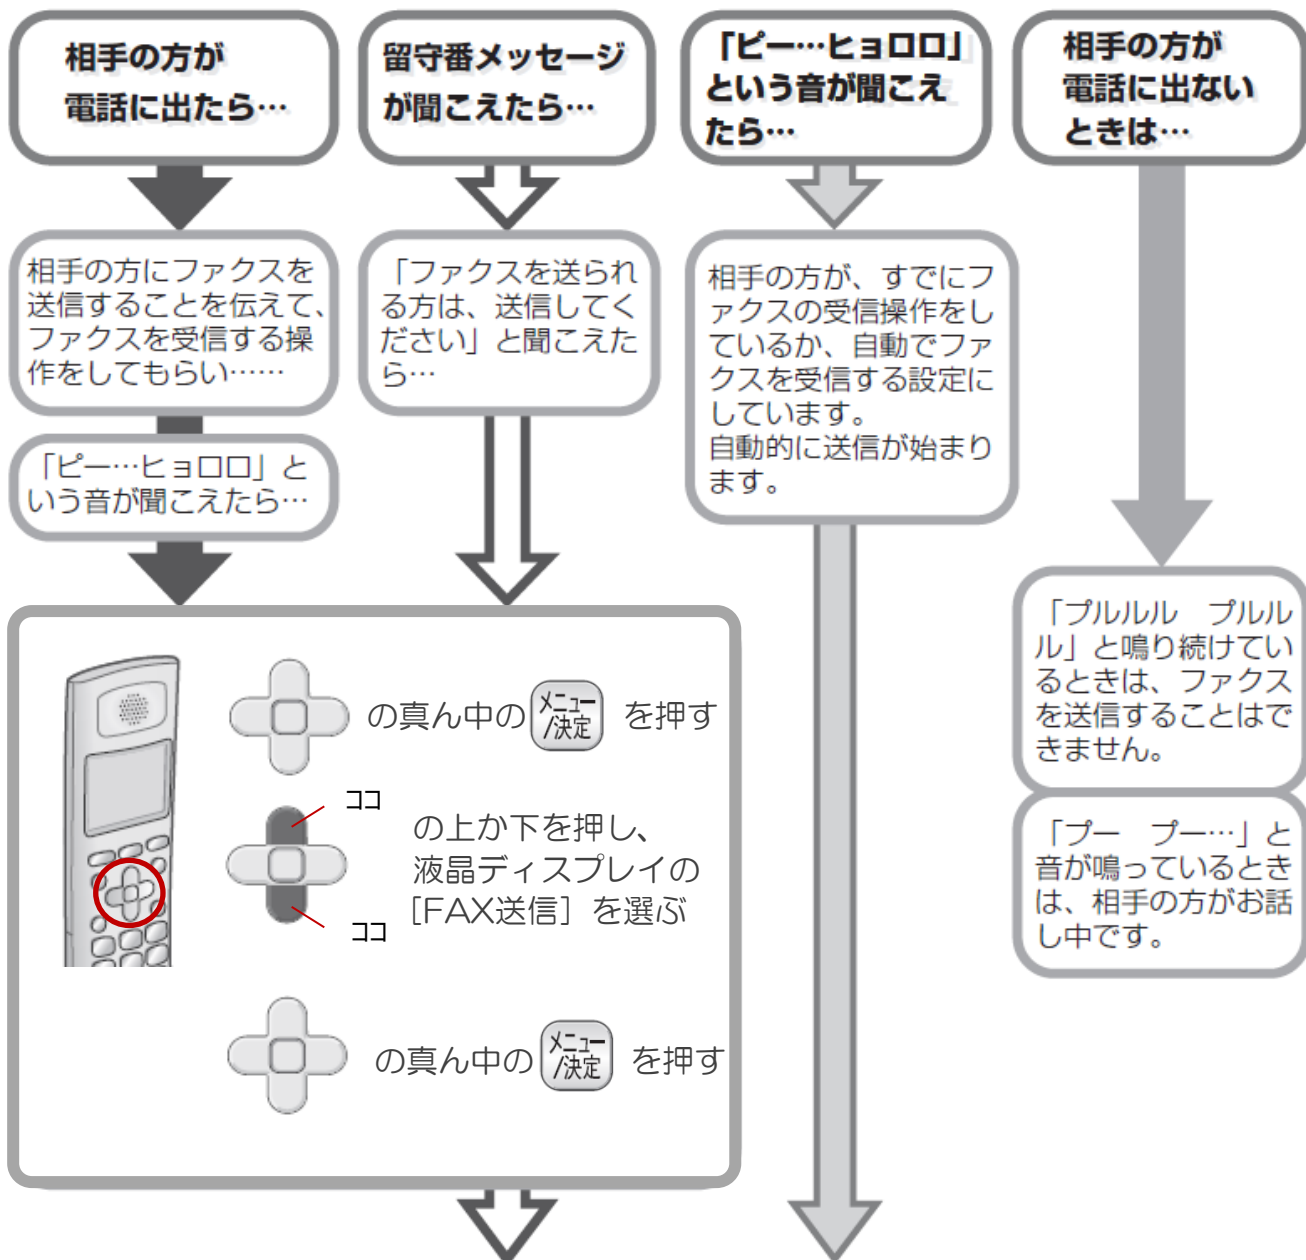 相手の方が
電話に出たら…
留守番メッセージ
が聞こえたら…
「ピー…ヒョロロ」
という音が聞こえ
たら…
相手の方が
電話に出ない
ときは…
相手の方にファクスを
送信することを伝えて、
ファクスを受信する操
作をしてもらい……
「ピー…ヒョロロ」と
いう音が聞こえたら…
「ファクスを送られ
る方は、送信してく
ださい」と聞こえた
ら…
相手の方が、すでにフ
ァクスの受信操作をし
ているか、自動でファ
クスを受信する設定に
しています。
自動的に送信が始まり
ます。
「プルルル　プルル
ル」と鳴り続けてい
るときは、ファクス
を送信することはで
きません。
「プー　プー…」と
音が鳴っているとき
は、相手の方がお話
し中です。
の真ん中の メニュー/決定 を押す
ココ
の上か下を押し、
液晶ディスプレイの
［FAX送信］を選ぶ
ココ
の真ん中の メニュー/決定 を押す